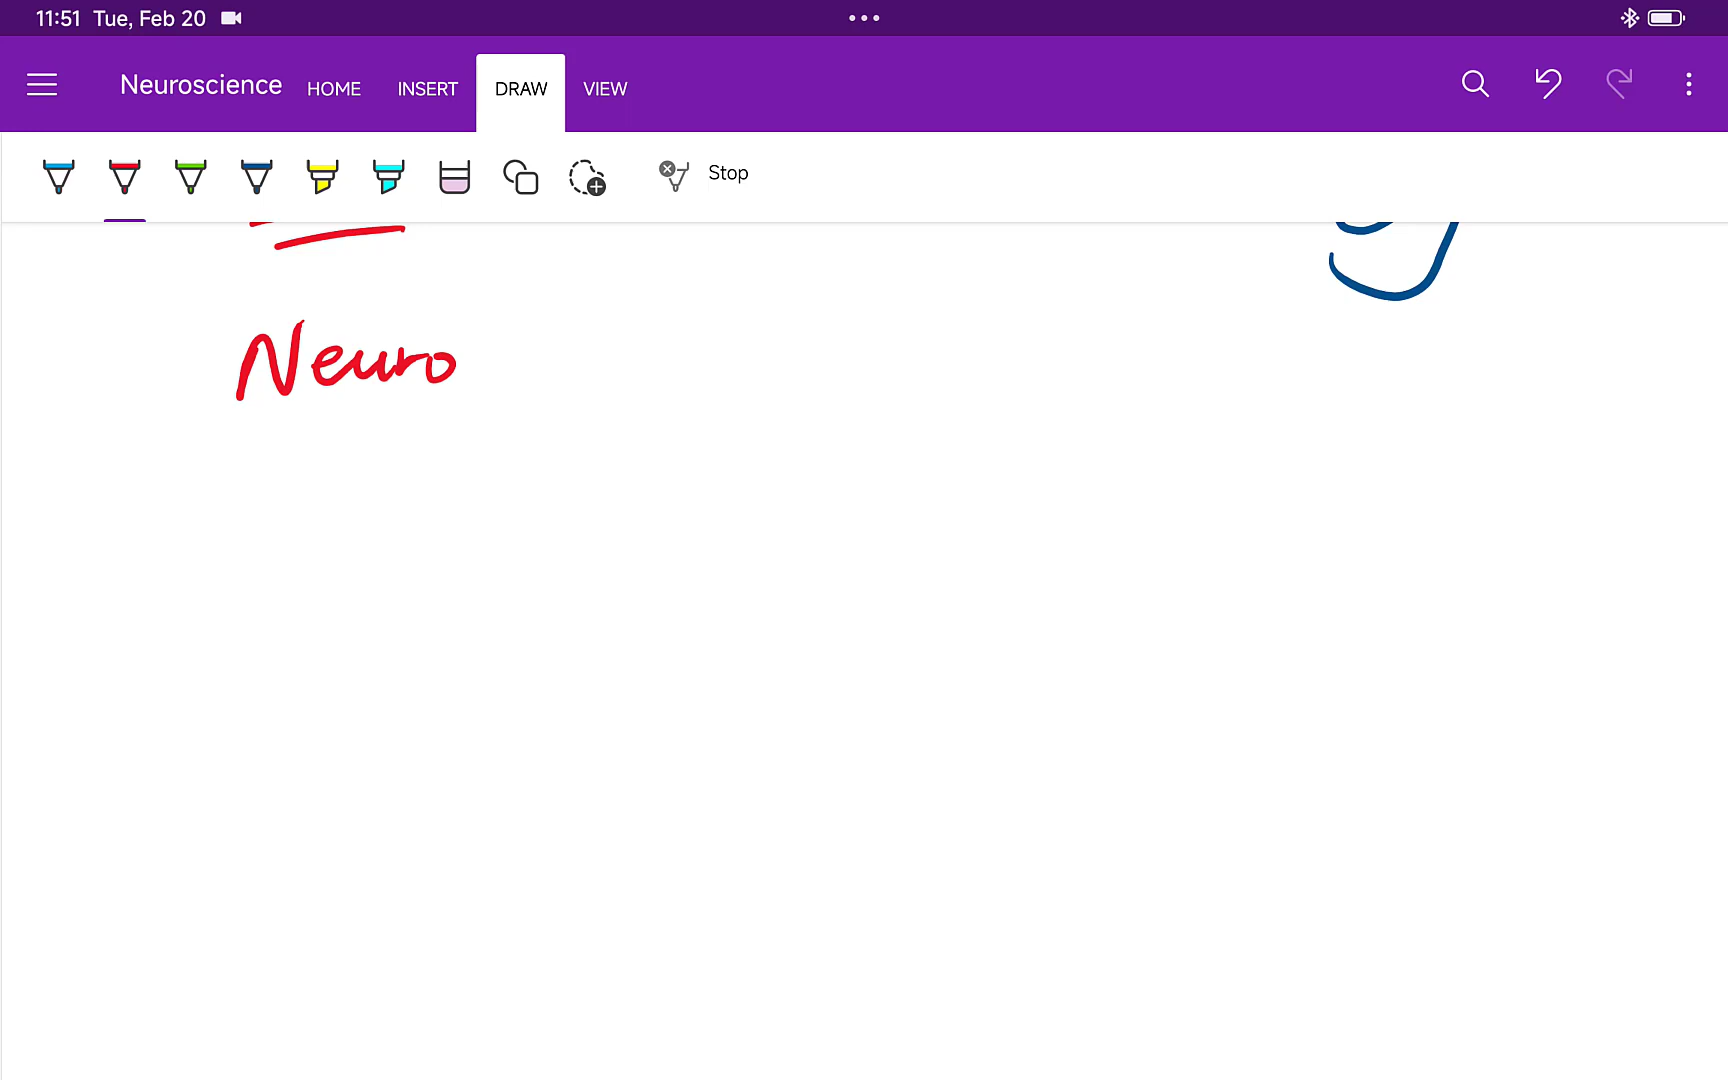 11:51 Tue, Feb 20
Neuroscience HOME INSERT DRAW VIEW
Stop
Neuro